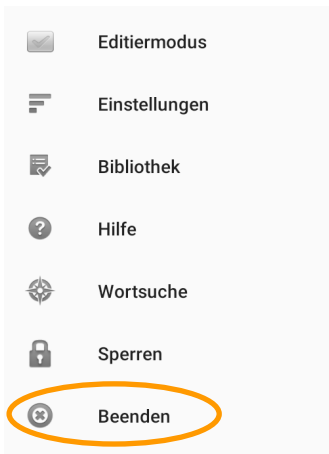 Editiermodus
Einstellungen
Bibliothek
Hilfe
Wortsuche
Sperren
Beenden